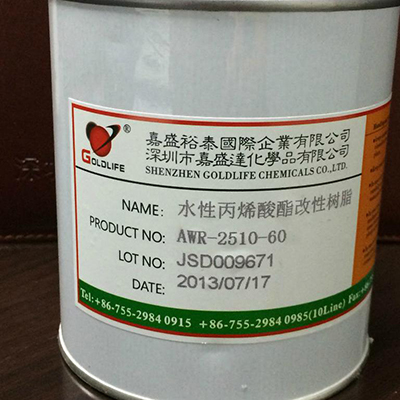 GOLDLIFE
®
嘉盛裕泰國際企業有限公司
深圳市嘉盛達化學品有限公司
SHENZHEN GOLDLIFE CHEMICALS CO.,LTD.
NAME: 水性丙烯酸酯改性树脂
PRODUCT NO: AWR-2510-60
LOT NO: JSD009671
DATE: 2013/07/17
Tel:+86-755-2984 0915 +86-755-2984 0985(10Line) Fax:+86-7